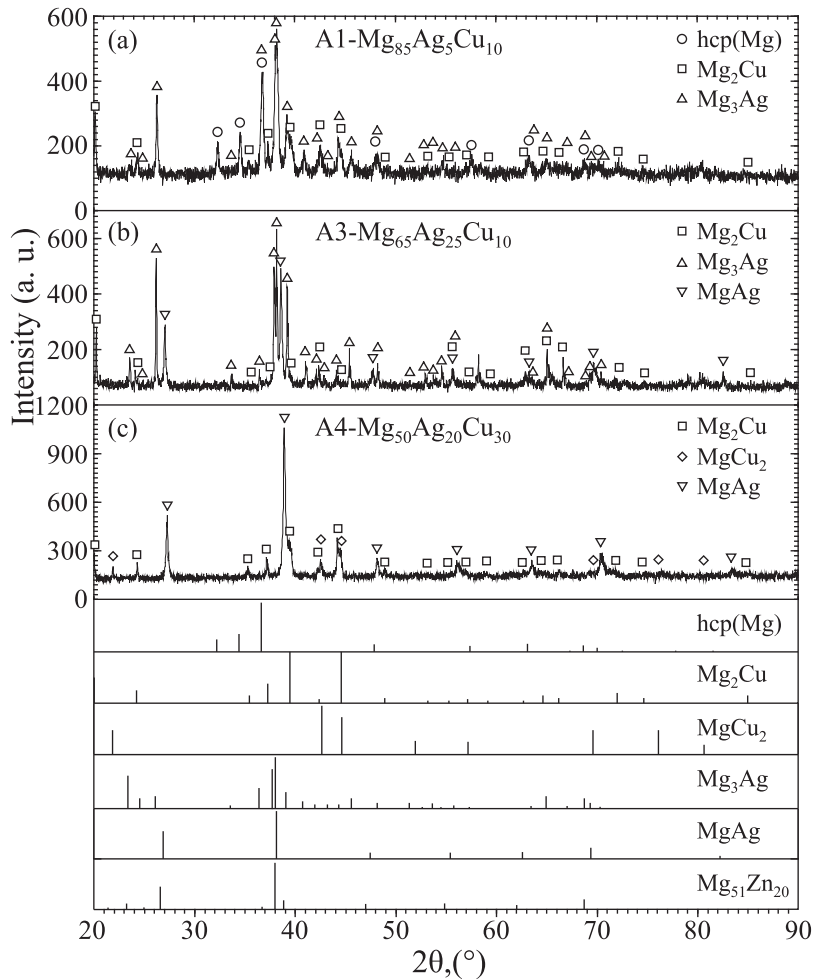 600
(a)
A1-Mg₈₅Ag₅Cu₁₀
hcp(Mg)
Mg₂Cu
Mg₃Ag
400
200
0
(b)
A3-Mg₆₅Ag₂₅Cu₁₀
Mg₂Cu
Mg₃Ag
MgAg
600
400
200
Intensity (a. u.)
1200
(c)
A4-Mg₅₀Ag₂₀Cu₃₀
Mg₂Cu
MgCu₂
MgAg
900
600
300
0
hcp(Mg)
Mg₂Cu
MgCu₂
Mg₃Ag
MgAg
Mg₅₁Zn₂₀
20 30 40 50 60 70 80 90
2θ,(°)